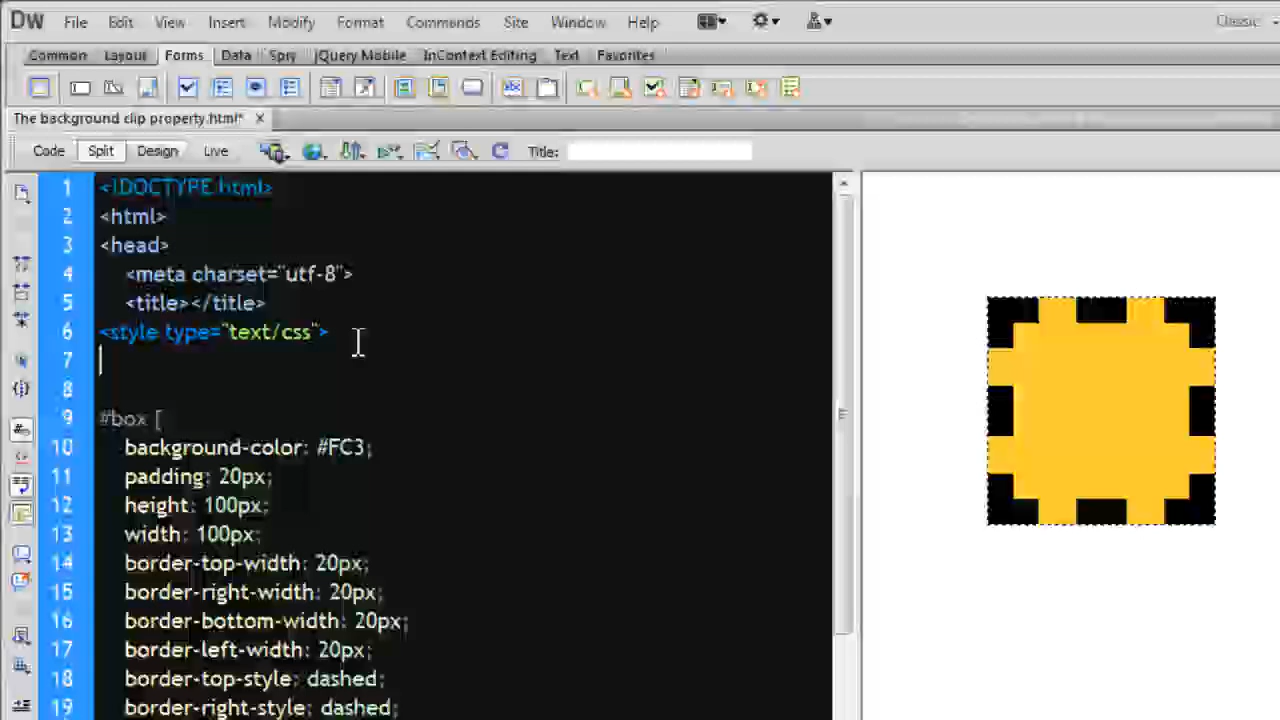 DW File Edit View Insert Modify Format Commands Site Window Help Classic
Common Layout Forms Data Spry jQuery Mobile InContext Editing Text Favorites
The background clip property.html* x
Code Split Design Live Title:
1 <!DOCTYPE html>
2 <html>
3 <head>
4 <meta charset="utf-8">
5 <title></title>
6 <style type="text/css">
7
8
9 #box {
10 background-color: #FC3;
11 padding: 20px;
12 height: 100px;
13 width: 100px;
14 border-top-width: 20px;
15 border-right-width: 20px;
16 border-bottom-width: 20px;
17 border-left-width: 20px;
18 border-top-style: dashed;
19 border-right-style: dashed;